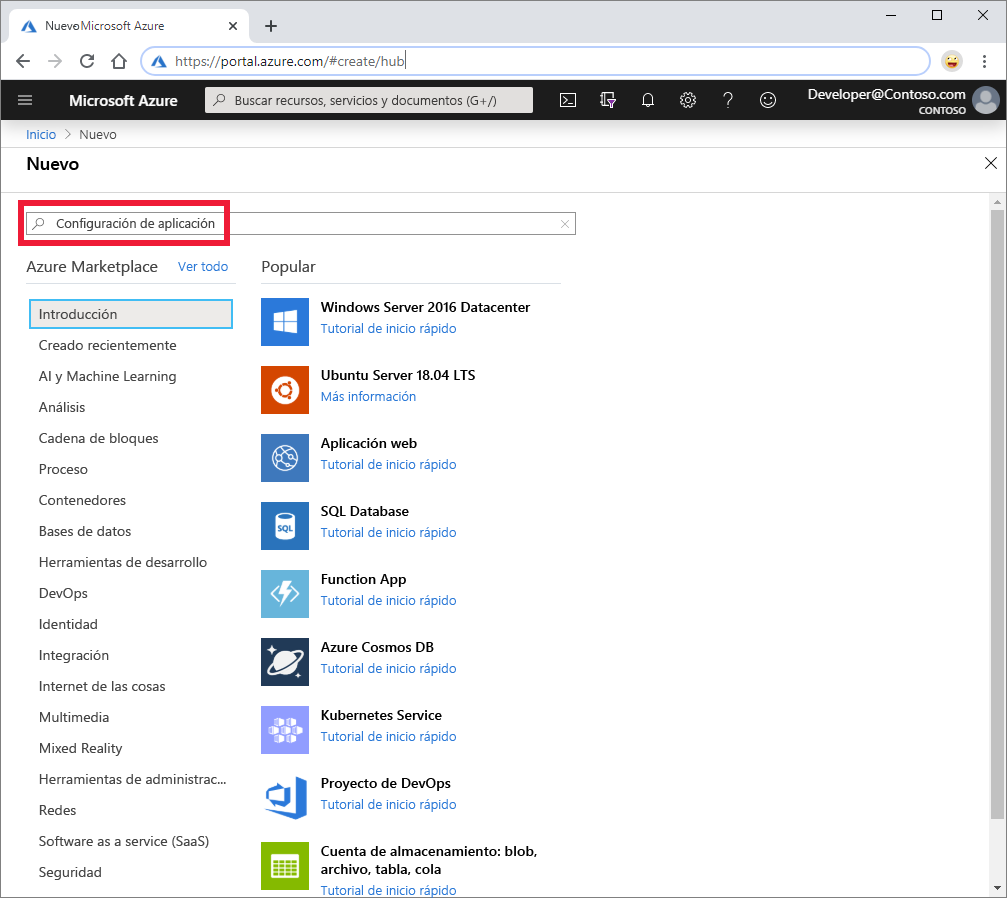 NuevoMicrosoft Azure
https://portal.azure.com/#create/hub
Microsoft Azure
Buscar recursos, servicios y documentos (G+/)
Developer@Contoso.com
CONTOSO
Inicio > Nuevo
Nuevo
Configuración de aplicación
Azure Marketplace
Ver todo
Introducción
Creado recientemente
AI y Machine Learning
Análisis
Cadena de bloques
Proceso
Contenedores
Bases de datos
Herramientas de desarrollo
DevOps
Identidad
Integración
Internet de las cosas
Multimedia
Mixed Reality
Herramientas de administrac...
Redes
Software as a service (SaaS)
Seguridad
Popular
Windows Server 2016 Datacenter
Tutorial de inicio rápido
Ubuntu Server 18.04 LTS
Más información
Aplicación web
Tutorial de inicio rápido
SQL
SQL Database
Tutorial de inicio rápido
Function App
Tutorial de inicio rápido
Azure Cosmos DB
Tutorial de inicio rápido
Kubernetes Service
Tutorial de inicio rápido
Proyecto de DevOps
Tutorial de inicio rápido
Cuenta de almacenamiento: blob,
archivo, tabla, cola
Tutorial de inicio rápido